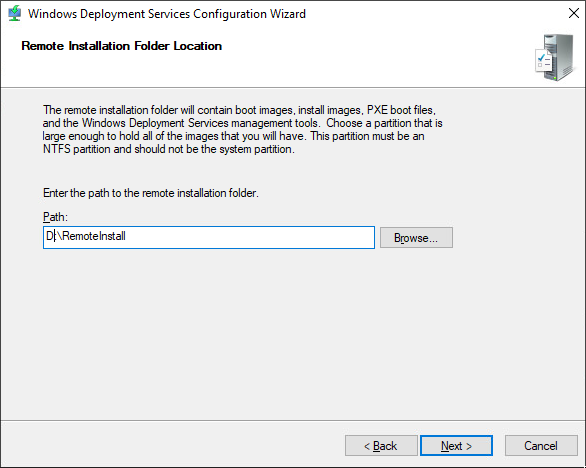 Windows Deployment Services Configuration Wizard
Remote Installation Folder Location
The remote installation folder will contain boot images, install images, PXE boot files,
and the Windows Deployment Services management tools. Choose a partition that is
large enough to hold all of the images that you will have. This partition must be an
NTFS partition and should not be the system partition.
Enter the path to the remote installation folder.
Path:
D:\RemoteInstall
Browse...
< Back
Next >
Cancel